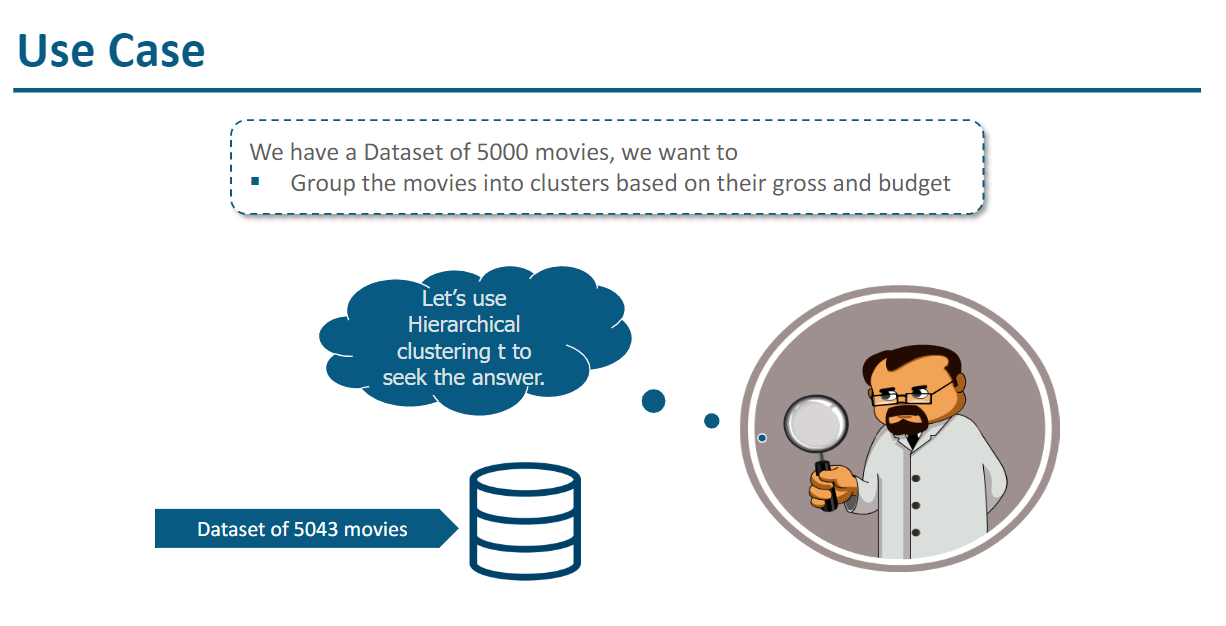 Use Case
We have a Dataset of 5000 movies, we want to
▪ Group the movies into clusters based on their gross and budget
Let’s use
Hierarchical
clustering t to
seek the answer.
Dataset of 5043 movies